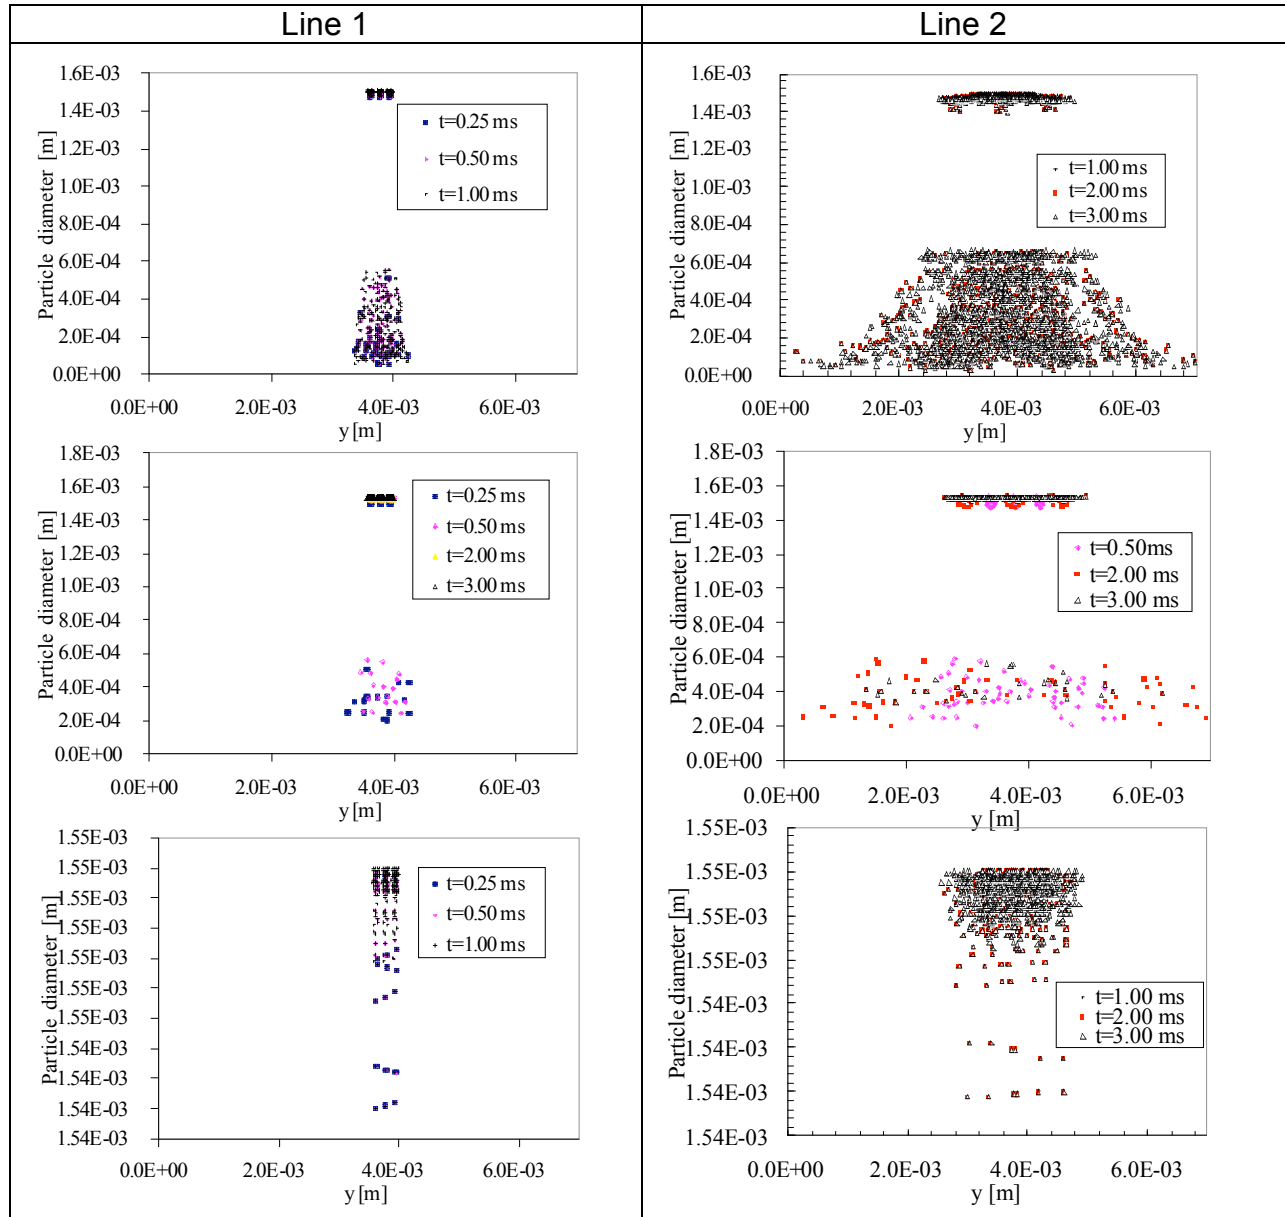 Line 1
Line 2
1.6E-03
1.4E-03
1.2E-03
1.0E-03
8.0E-04
6.0E-04
4.0E-04
2.0E-04
0.0E+00
Particle diameter [m]
t=0.25 ms
t=0.50 ms
t=1.00 ms
0.0E+00 2.0E-03 4.0E-03 6.0E-03
y [m]
1.6E-03
1.4E-03
1.2E-03
1.0E-03
8.0E-04
6.0E-04
4.0E-04
2.0E-04
0.0E+00
Particle diameter [m]
t=1.00 ms
t=2.00 ms
t=3.00 ms
0.0E+00 2.0E-03 4.0E-03 6.0E-03
y [m]
1.8E-03
1.6E-03
1.4E-03
1.2E-03
1.0E-03
8.0E-04
6.0E-04
4.0E-04
2.0E-04
0.0E+00
Particle diameter [m]
t=0.25 ms
t=0.50 ms
t=2.00 ms
t=3.00 ms
0.0E+00 2.0E-03 4.0E-03 6.0E-03
y [m]
1.8E-03
1.6E-03
1.4E-03
1.2E-03
1.0E-03
8.0E-04
6.0E-04
4.0E-04
2.0E-04
0.0E+00
Particle diameter [m]
t=0.50ms
t=2.00 ms
t=3.00 ms
0.0E+00 2.0E-03 4.0E-03 6.0E-03
y [m]
1.55E-03
1.55E-03
1.55E-03
1.55E-03
1.55E-03
1.55E-03
1.55E-03
1.54E-03
1.54E-03
1.54E-03
1.54E-03
Particle diameter [m]
t=0.25 ms
t=0.50 ms
t=1.00 ms
0.0E+00 2.0E-03 4.0E-03 6.0E-03
y [m]
1.55E-03
1.55E-03
1.55E-03
1.55E-03
1.54E-03
1.54E-03
1.54E-03
1.54E-03
Particle diameter [m]
t=1.00 ms
t=2.00 ms
t=3.00 ms
0.0E+00 2.0E-03 4.0E-03 6.0E-03
y [m]